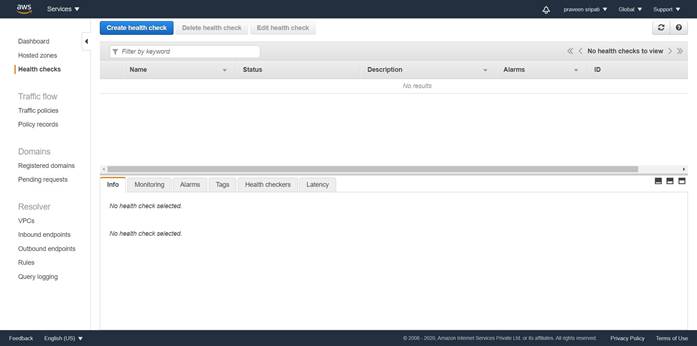 aws Services praveen sripati Global Support
Create health check Delete health check Edit health check
Dashboard
Hosted zones
Health checks
Traffic flow
Traffic policies
Policy records
Domains
Registered domains
Pending requests
Resolver
VPCs
Inbound endpoints
Outbound endpoints
Rules
Query logging
Filter by keyword No health checks to view
Name Status Description Alarms ID
No results
Info Monitoring Alarms Tags Health checkers Latency
No health check selected.
No health check selected.
Feedback English (US) © 2008 - 2020, Amazon Internet Services Private Ltd. or its affiliates. All rights reserved. Privacy Policy Terms of Use